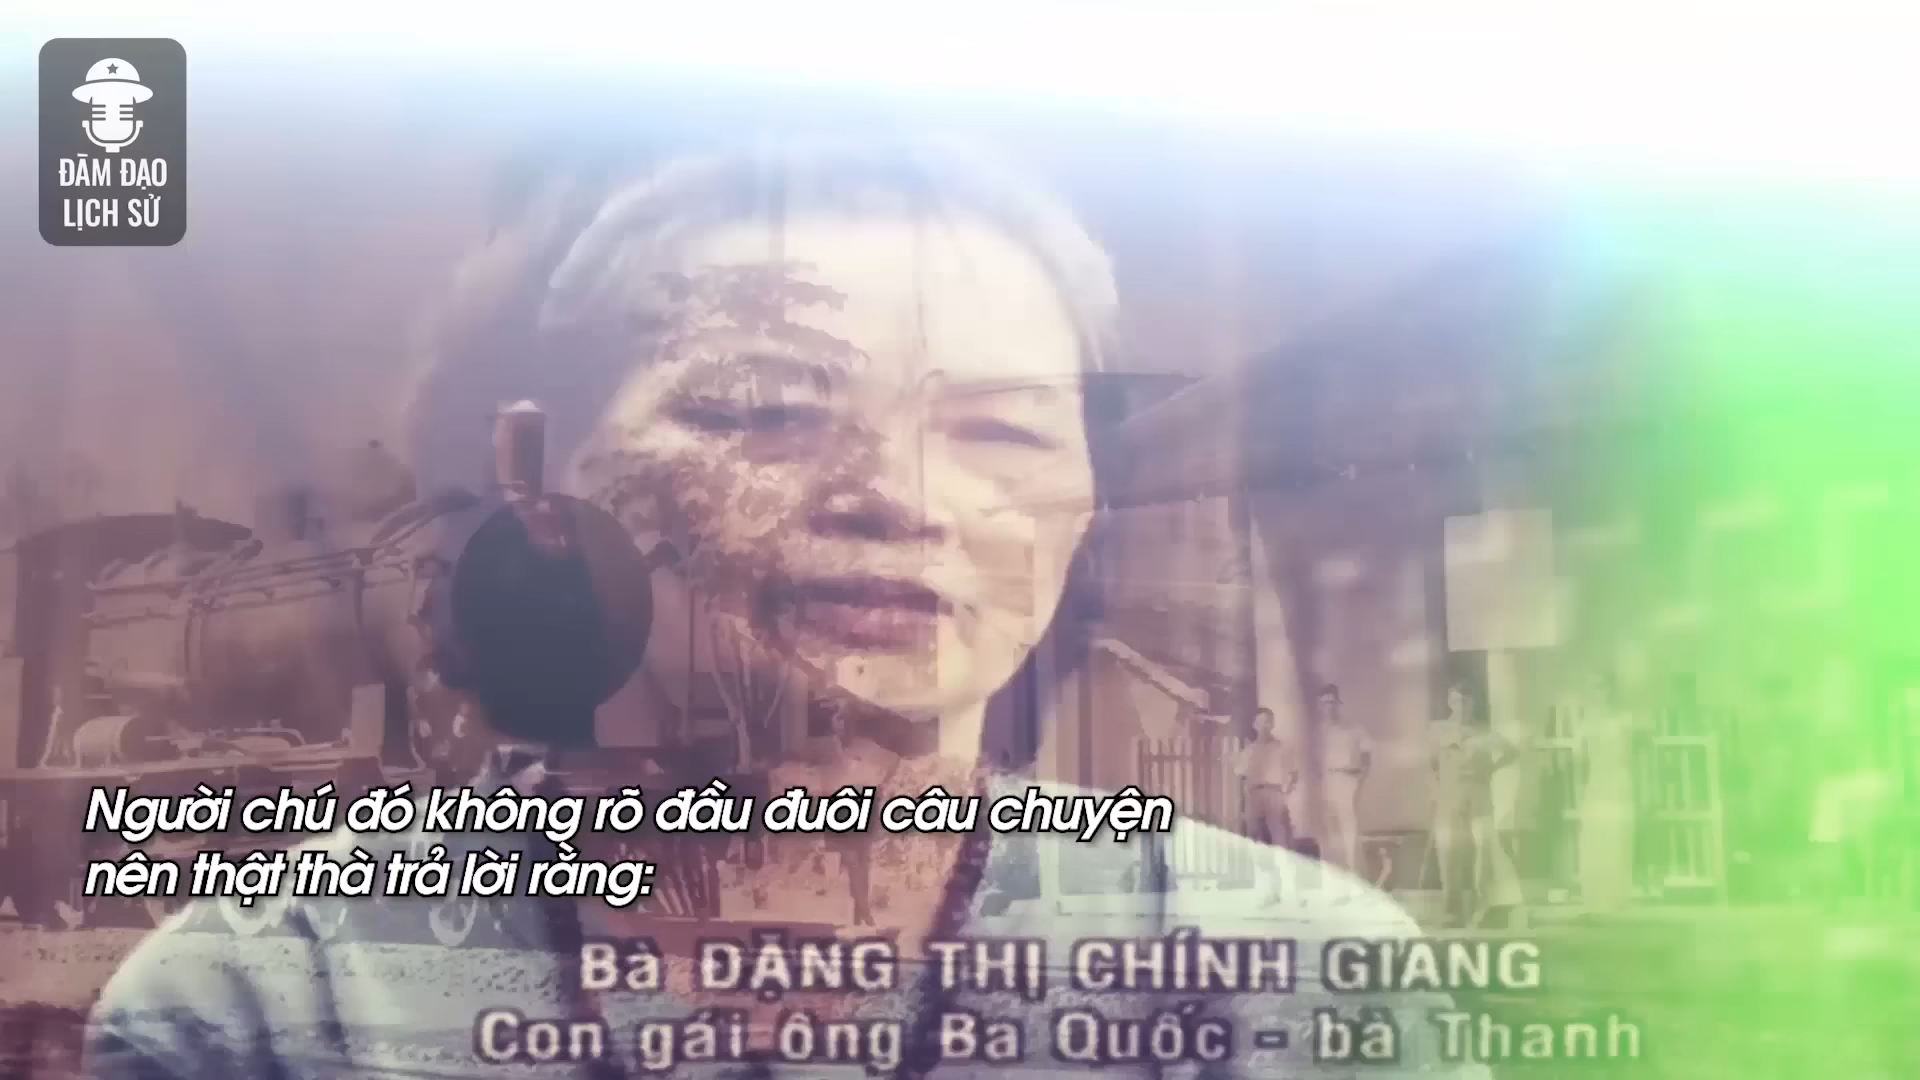 ĐÀM ĐẠO
LỊCH SỬ
Người chú đó không rõ đầu đuôi câu chuyện
nên thật thà trả lời rằng:
Bà ĐẶNG THỊ CHÍNH GIANG
Con gái ông Ba Quốc - bà Thanh